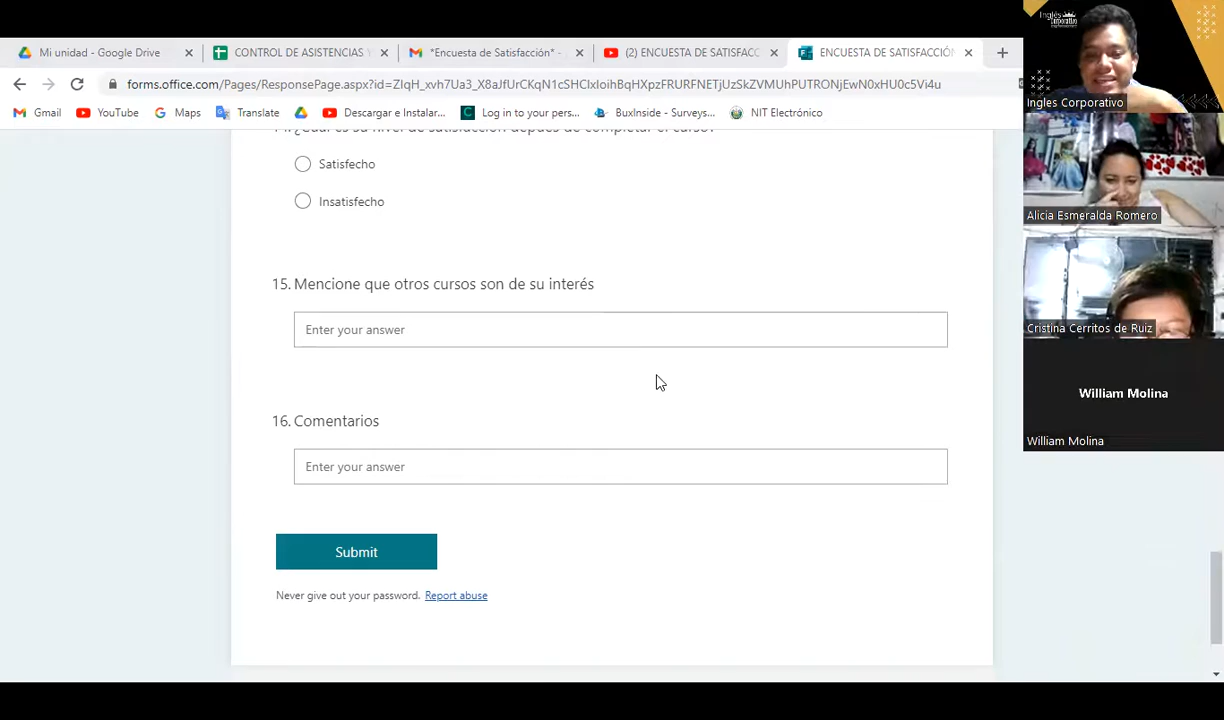 Mi unidad - Google Drive
CONTROL DE ASISTENCIAS Y
*Encuesta de Satisfacción* -
(2) ENCUESTA DE SATISFACC
ENCUESTA DE SATISFACCIÓN
forms.office.com/Pages/ResponsePage.aspx?id=ZIqH_xvh7Ua3_X8aJfUrCKqN1cSHCIxIoihBqHXpzFRURFNETjUzSkZVMUhPUTRONjEwN0xHU0c5Vi4u
Gmail
YouTube
Maps
Translate
Descargar e Instalar...
Log in to your pers...
BuxInside - Surveys...
NIT Electrónico
Satisfecho
Insatisfecho
15. Mencione que otros cursos son de su interés
Enter your answer
16. Comentarios
Enter your answer
Submit
Never give out your password. Report abuse
Inglés
Corporativo
Ingles Corporativo
Alicia Esmeralda Romero
Cristina Cerritos de Ruiz
William Molina
William Molina